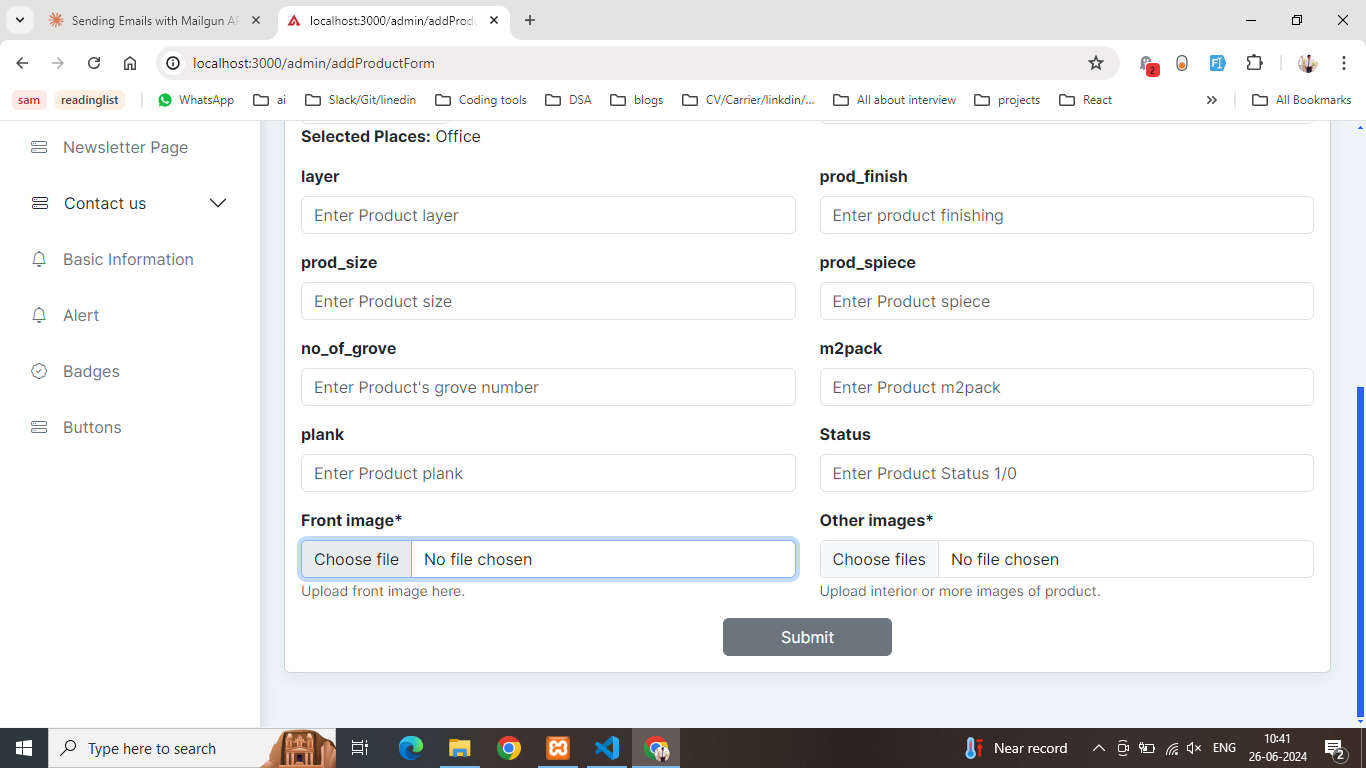 Sending Emails with Mailgun AP
localhost:3000/admin/addProdu
localhost:3000/admin/addProductForm
2
sam
readinglist
WhatsApp
ai
Slack/Git/linedin
Coding tools
DSA
blogs
CV/Carrier/linkdin/...
All about interview
projects
React
All Bookmarks
Newsletter Page
Contact us
Basic Information
Alert
Badges
Buttons
Selected Places: Office
layer
prod_finish
Enter Product layer
Enter product finishing
prod_size
prod_spiece
Enter Product size
Enter Product spiece
no_of_grove
m2pack
Enter Product's grove number
Enter Product m2pack
plank
Status
Enter Product plank
Enter Product Status 1/0
Front image*
Other images*
Choose file No file chosen
Choose files No file chosen
Upload front image here.
Upload interior or more images of product.
Submit
Type here to search
Near record
ENG
10:41
26-06-2024
2